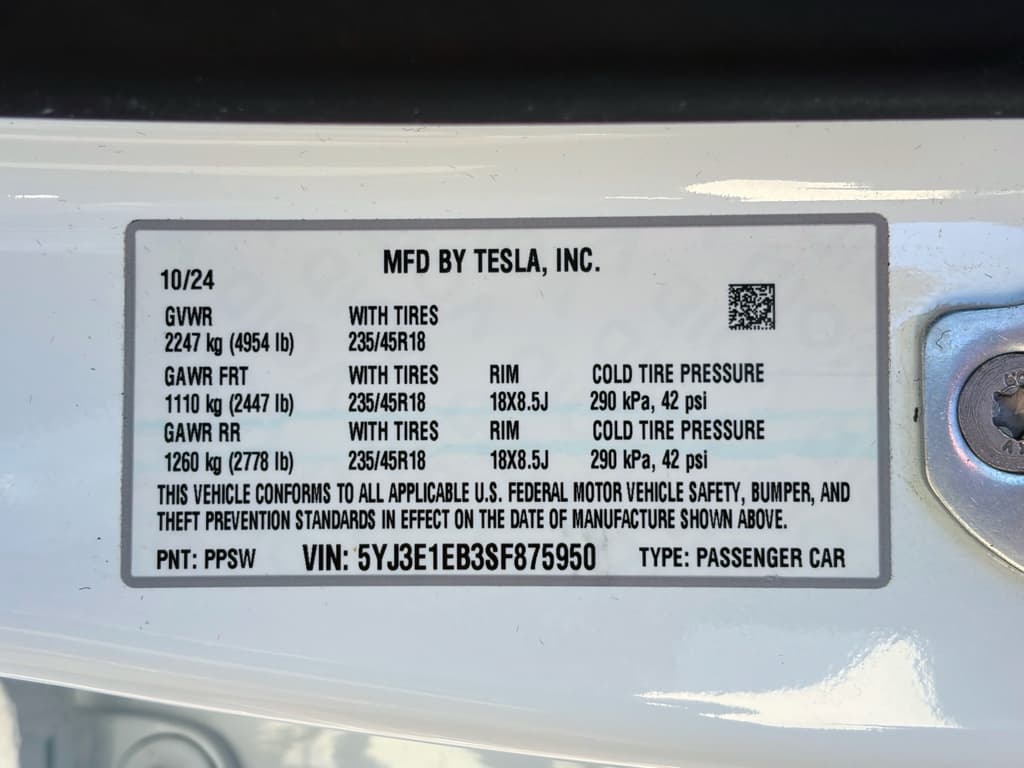 MFD BY TESLA, INC.
10/24
GVWR WITH TIRES
2247 kg (4954 lb) 235/45R18
GAWR FRT WITH TIRES RIM COLD TIRE PRESSURE
1110 kg (2447 lb) 235/45R18 18X8.5J 290 kPa, 42 psi
GAWR RR WITH TIRES RIM COLD TIRE PRESSURE
1260 kg (2778 lb) 235/45R18 18X8.5J 290 kPa, 42 psi
THIS VEHICLE CONFORMS TO ALL APPLICABLE U.S. FEDERAL MOTOR VEHICLE SAFETY, BUMPER, AND
THEFT PREVENTION STANDARDS IN EFFECT ON THE DATE OF MANUFACTURE SHOWN ABOVE.
PNT: PPSW VIN: 5YJ3E1EB3SF875950 TYPE: PASSENGER CAR